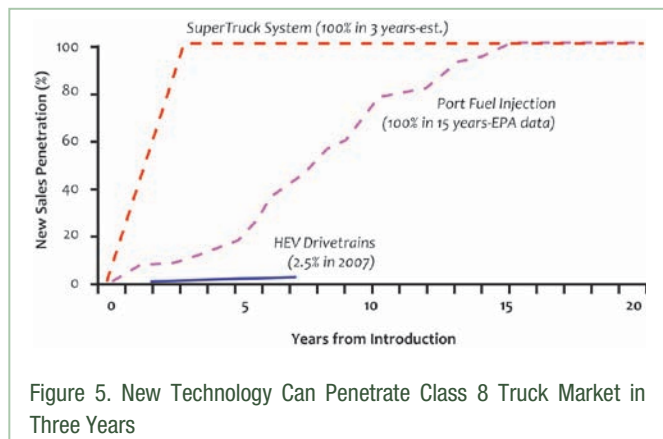 SuperTruck System (100% in 3 years-est.)
100
80
60
40
20
0
New Sales Penetration (%)
Port Fuel Injection
(100% in 15 years-EPA data)
HEV Drivetrains
(2.5% in 2007)
0 5 10 15 20
Years from Introduction
Figure 5. New Technology Can Penetrate Class 8 Truck Market in
Three Years